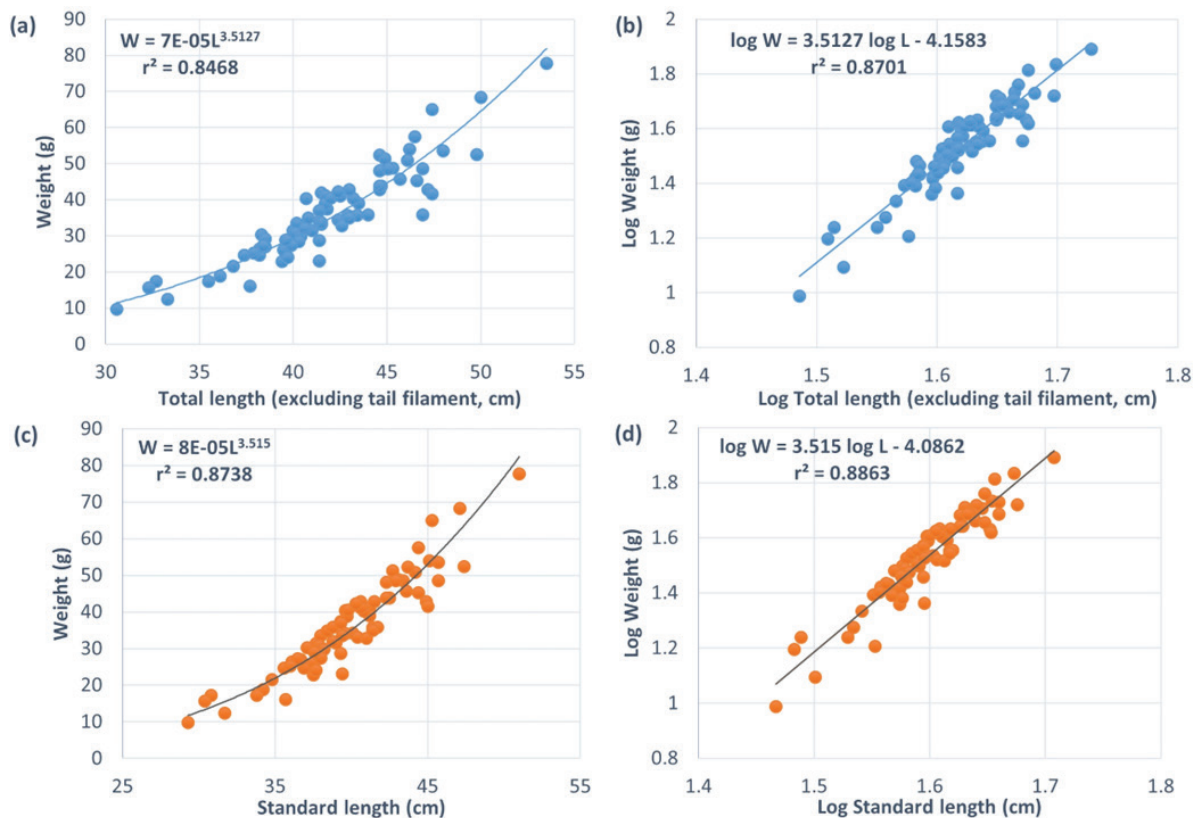 (a)
W = 7E-05L^3.5127
r² = 0.8468
Weight (g)
90
80
70
60
50
40
30
20
10
0
30 35 40 45 50 55
Total length (excluding tail filament, cm)
(b)
log W = 3.5127 log L - 4.1583
r² = 0.8701
Log Weight (g)
2
1.8
1.6
1.4
1.2
1
0.8
1.4 1.5 1.6 1.7 1.8
Log Total length (excluding tail filament, cm)
(c)
W = 8E-05L^3.515
r² = 0.8738
Weight (g)
90
80
70
60
50
40
30
20
10
0
25 35 45 55
Standard length (cm)
(d)
log W = 3.515 log L - 4.0862
r² = 0.8863
Log Weight (g)
2
1.8
1.6
1.4
1.2
1
0.8
1.4 1.5 1.6 1.7 1.8
Log Standard length (cm)